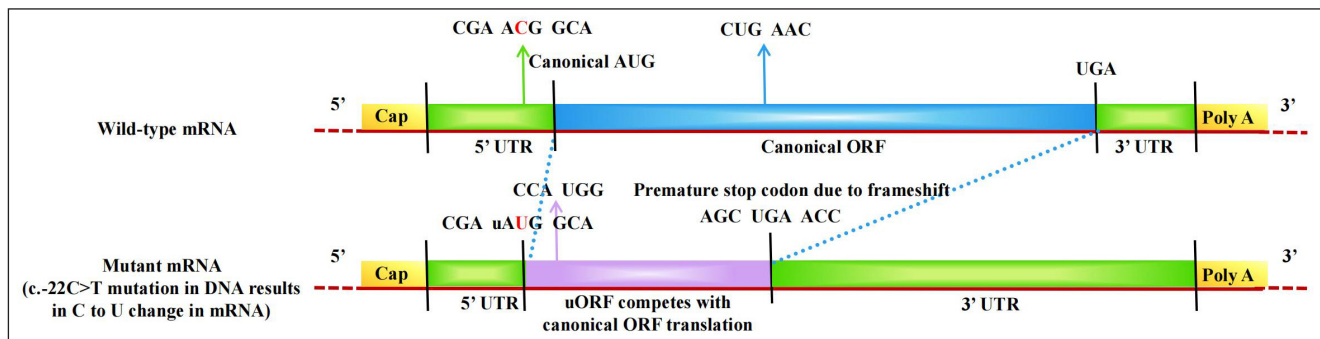 CGA ACG GCA
CUG AAC
Canonical AUG
UGA
5’
3’
Wild-type mRNA
Cap
Poly A
5’ UTR
Canonical ORF
3’ UTR
CCA UGG
Premature stop codon due to frameshift
CGA uAUG GCA
AGC UGA ACC
5’
3’
Mutant mRNA
(c.-22C>T mutation in DNA results
in C to U change in mRNA)
Cap
Poly A
5’ UTR
uORF competes with
canonical ORF translation
3’ UTR